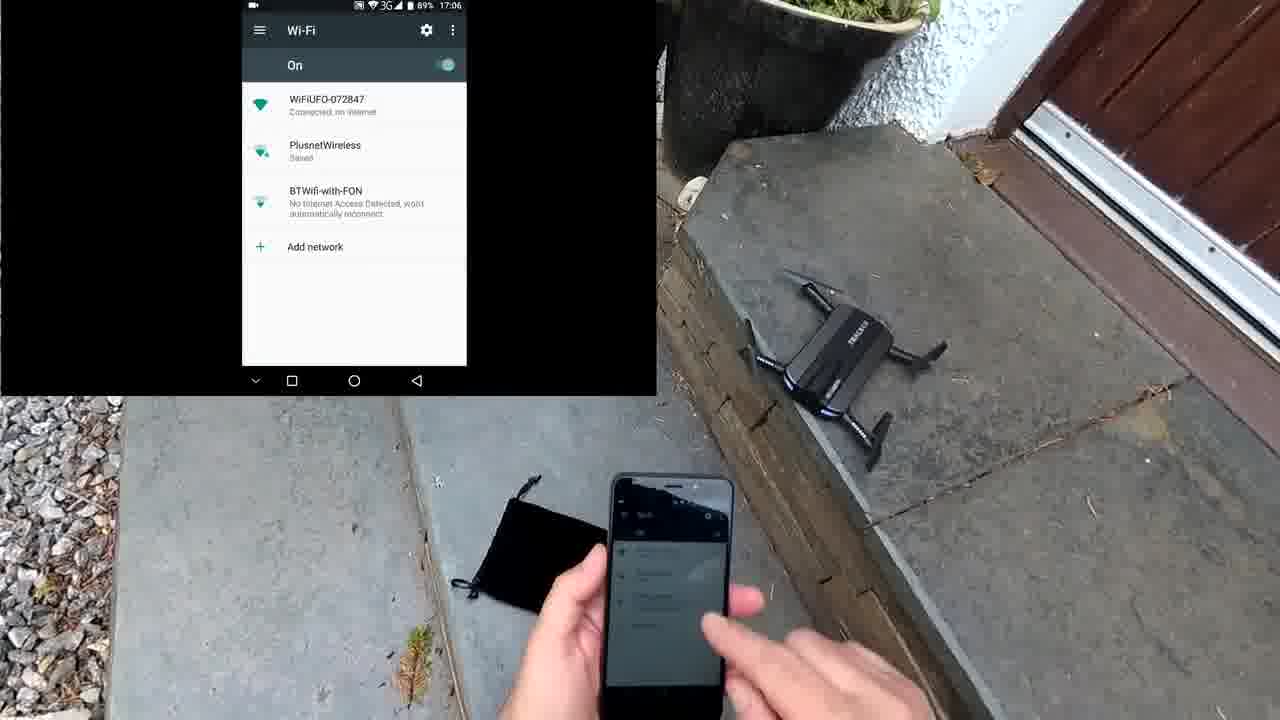 3G 89% 17:06
Wi-Fi
On
WiFiUFO-072847
Connected, no Internet
PlusnetWireless
Saved
BTWifi-with-FON
No Internet Access Detected, won't
automatically reconnect.
Add network
TRACKER